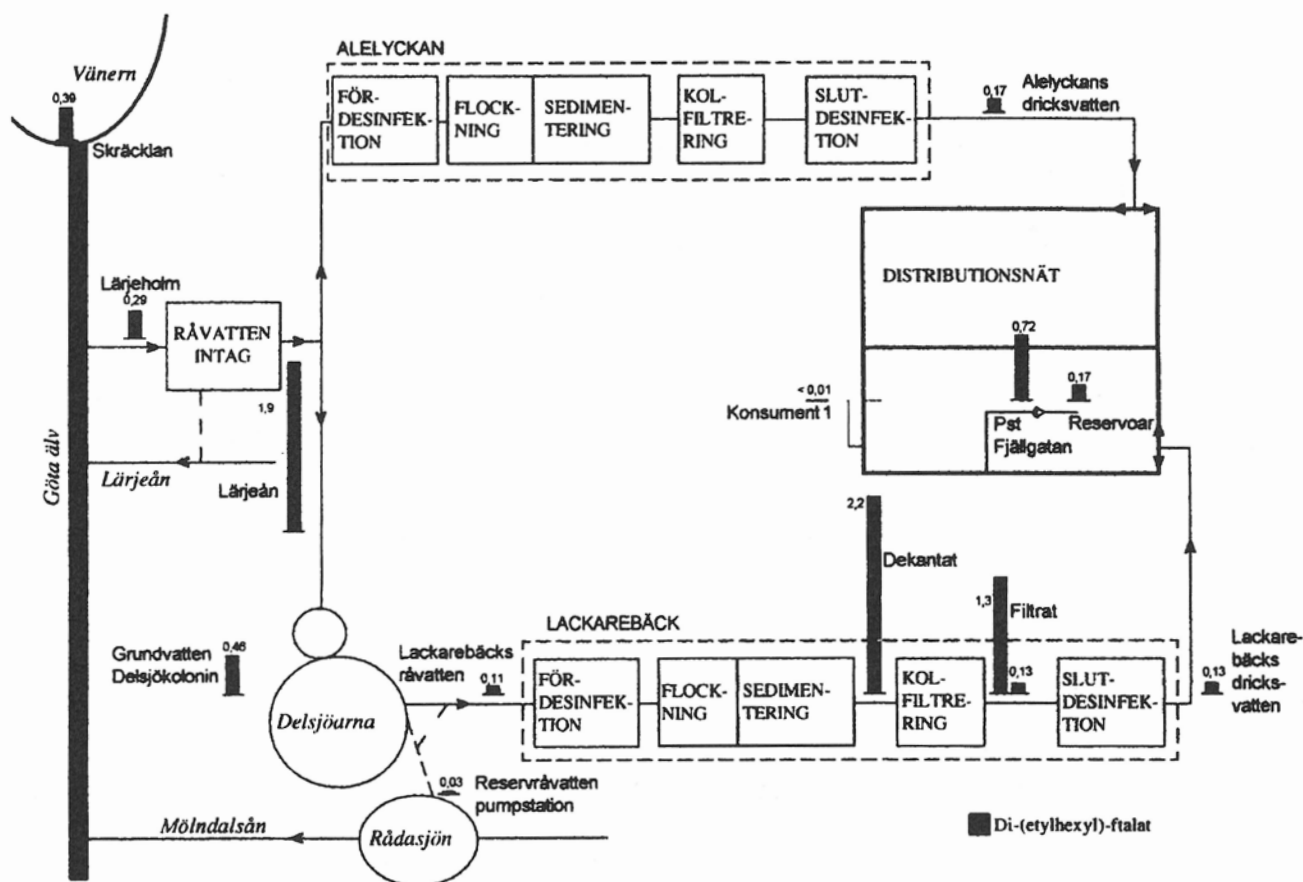 Vänern
0,39
Skräcklan
Göta älv
Lärjeholm
0,29
RÅVATTEN
INTAG
1,9
Lärjeån
Lärjeån
ALELYCKAN
FÖR-
DESINFEK-
TION
FLOCK-
NING
SEDIMEN-
TERING
KOL-
FILTRE-
RING
SLUT-
DESINFEK-
TION
0,17
Alelyckans
dricksvatten
DISTRIBUTIONSNÄT
0,72
0,17
Pst
Fjällgatan
Reservoar
< 0,01
Konsument 1
Grundvatten
Delsjökolonin
0,46
Delsjöarna
Lackarebäcks
råvatten
0,11
LACKAREBÄCK
FÖR-
DESINFEK-
TION
FLOCK-
NING
SEDIMEN-
TERING
2,2
Dekantat
KOL-
FILTRE-
RING
1,3
Filtrat
0,13
SLUT-
DESINFEK-
TION
0,13
Lackare-
bäcks
dricks-
vatten
0,03
Reservråvatten
pumpstation
Mölndalsån
Rådasjön
Di-(etylhexyl)-ftalat